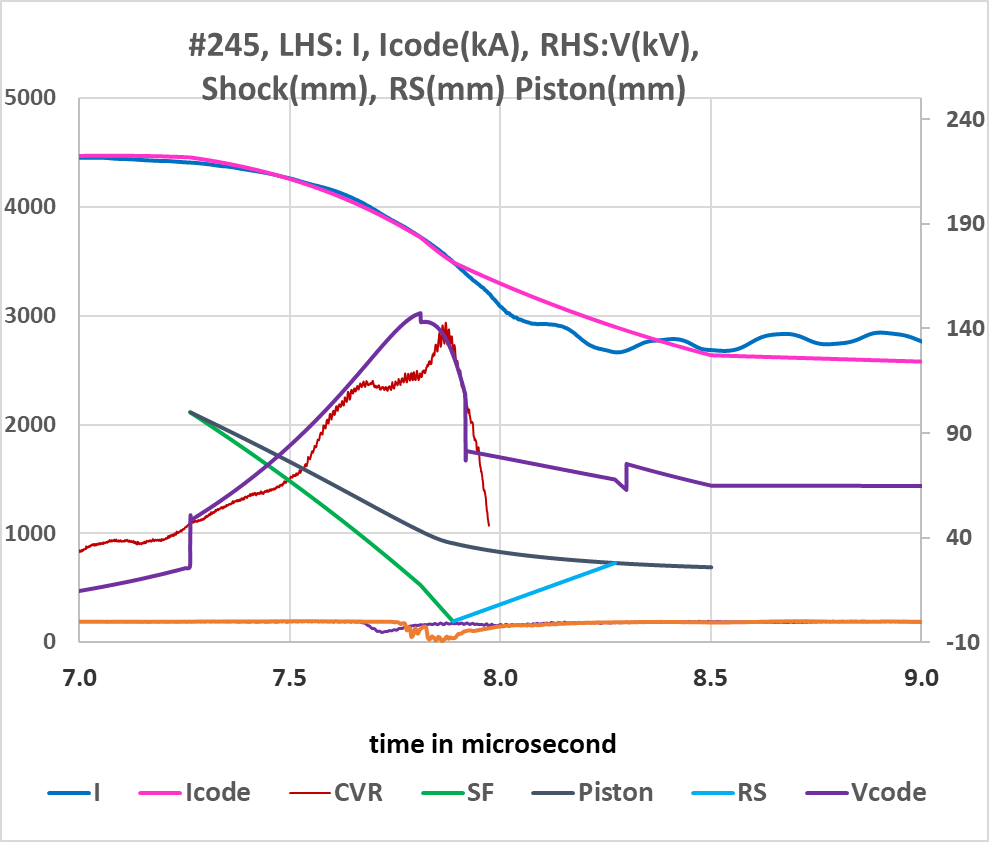 #245, LHS: I, Icode(kA), RHS:V(kV),
Shock(mm), RS(mm) Piston(mm)
5000
240
4000
190
3000
140
2000
90
1000
40
0
-10
7.0 7.5 8.0 8.5 9.0
time in microsecond
I Icode CVR SF Piston RS Vcode